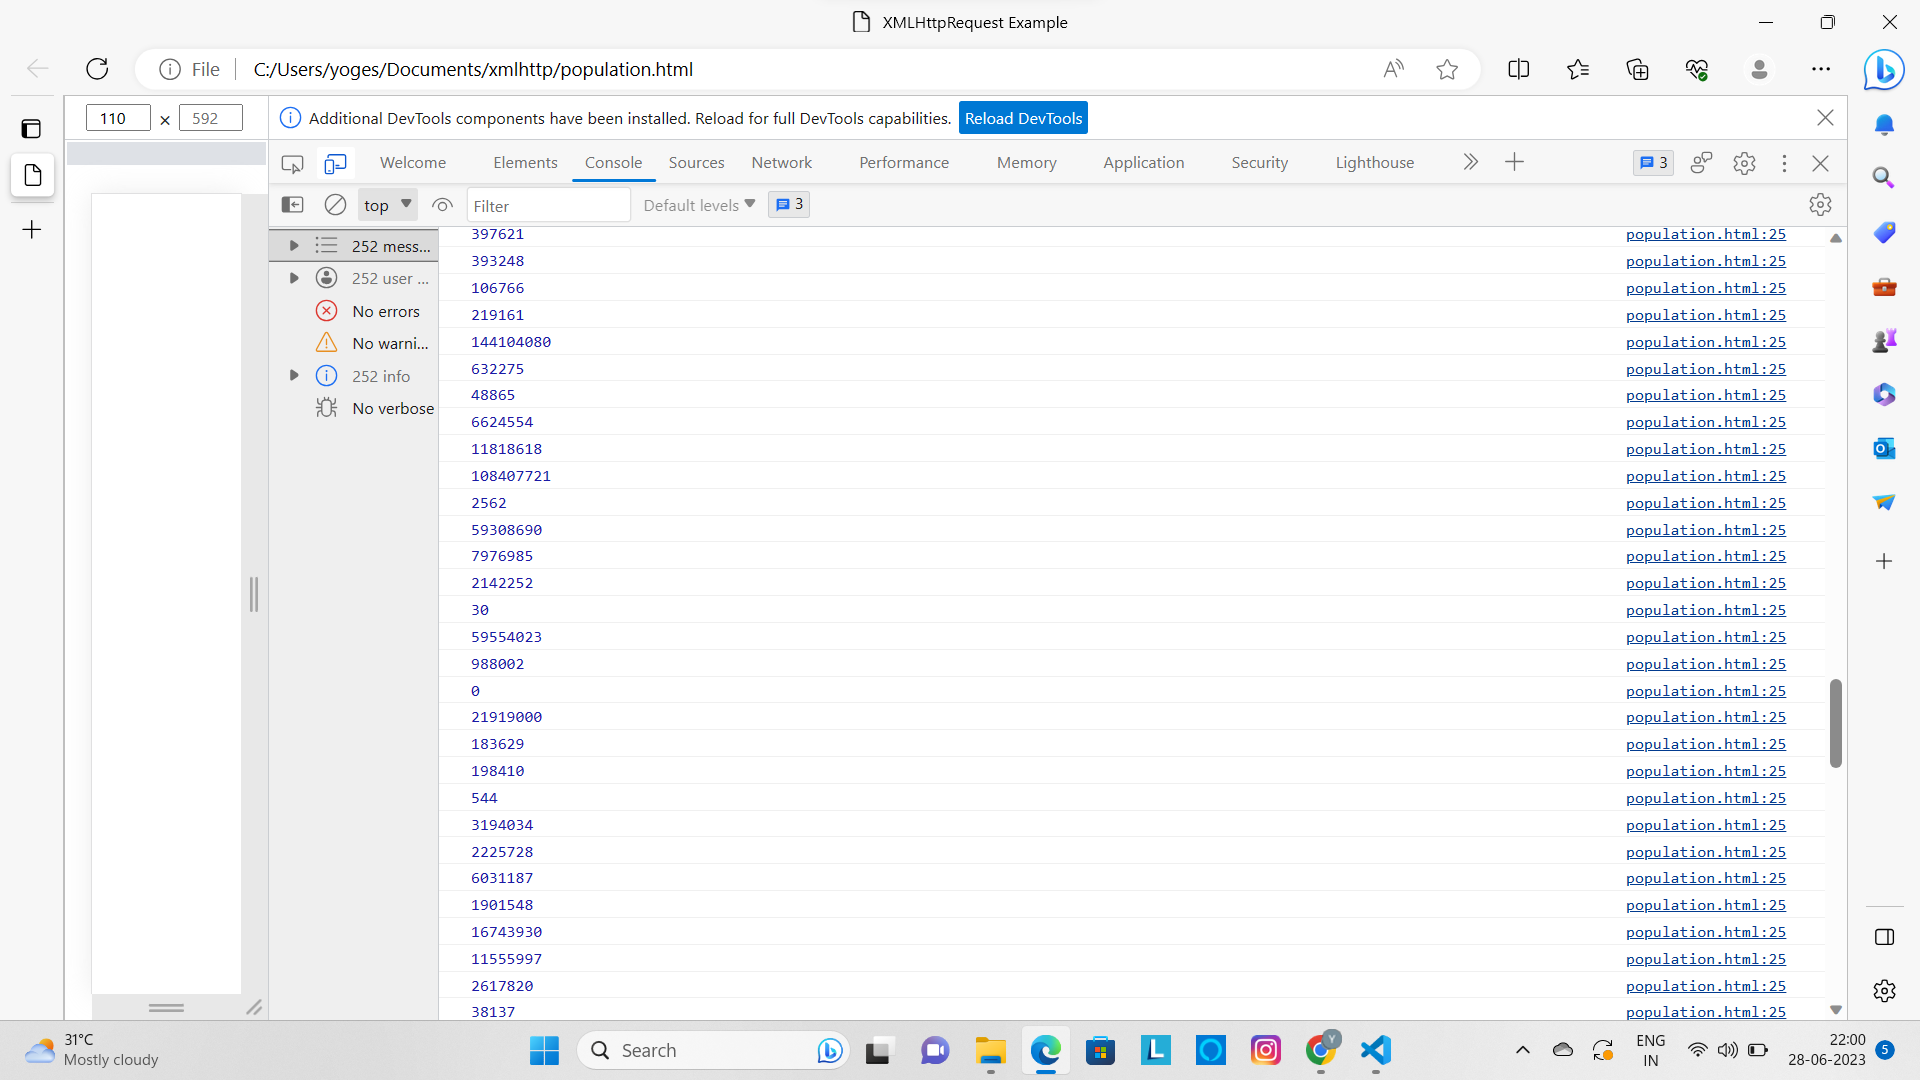 XMLHttpRequest Example
File
C:/Users/yoges/Documents/xmlhttp/population.html
110 × 592
Additional DevTools components have been installed. Reload for full DevTools capabilities. Reload DevTools
Welcome Elements Console Sources Network Performance Memory Application Security Lighthouse 3
top Filter Default levels 3
252 mess...
252 user ...
No errors
No warni...
252 info
No verbose
397621 population.html:25
393248 population.html:25
106766 population.html:25
219161 population.html:25
144104080 population.html:25
632275 population.html:25
48865 population.html:25
6624554 population.html:25
11818618 population.html:25
108407721 population.html:25
2562 population.html:25
59308690 population.html:25
7976985 population.html:25
2142252 population.html:25
30 population.html:25
59554023 population.html:25
988002 population.html:25
0 population.html:25
21919000 population.html:25
183629 population.html:25
198410 population.html:25
544 population.html:25
3194034 population.html:25
2225728 population.html:25
6031187 population.html:25
1901548 population.html:25
16743930 population.html:25
11555997 population.html:25
2617820 population.html:25
38137 population.html:25
31°C
Mostly cloudy
Search
L
Y
ENG
IN
22:00
28-06-2023
5